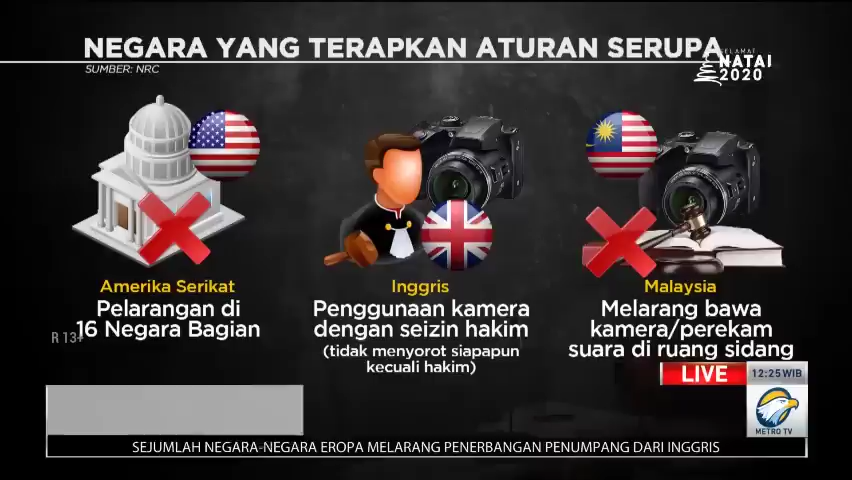 NEGARA YANG TERAPKAN ATURAN SERUPA
SUMBER: NRC
SELAMAT
NATAL
2020
Amerika Serikat
Pelarangan di
16 Negara Bagian
Inggris
Penggunaan kamera
dengan seizin hakim
(tidak menyorot siapapun
kecuali hakim)
Malaysia
Melarang bawa
kamera/perekam
suara di ruang sidang
R 13+
LIVE
12:25 WIB
METRO TV
SEJUMLAH NEGARA-NEGARA EROPA MELARANG PENERBANGAN PENUMPANG DARI INGGRIS